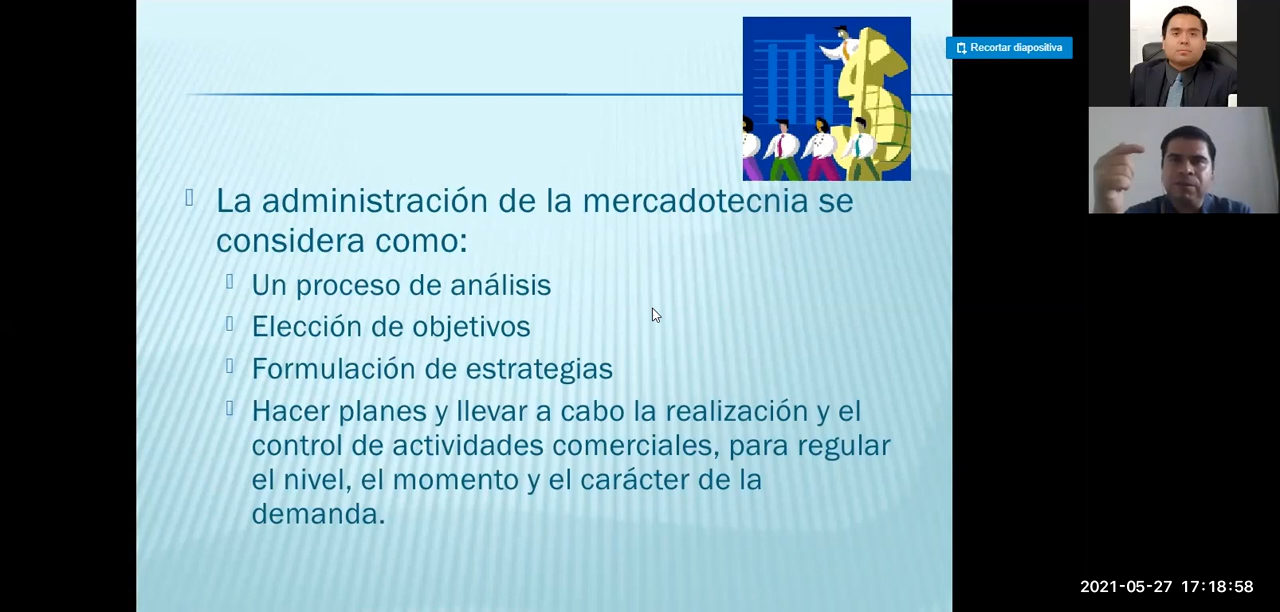 Recortar diapositiva
La administración de la mercadotecnia se
considera como:
Un proceso de análisis
Elección de objetivos
Formulación de estrategias
Hacer planes y llevar a cabo la realización y el
control de actividades comerciales, para regular
el nivel, el momento y el carácter de la
demanda.
2021-05-27 17:18:58